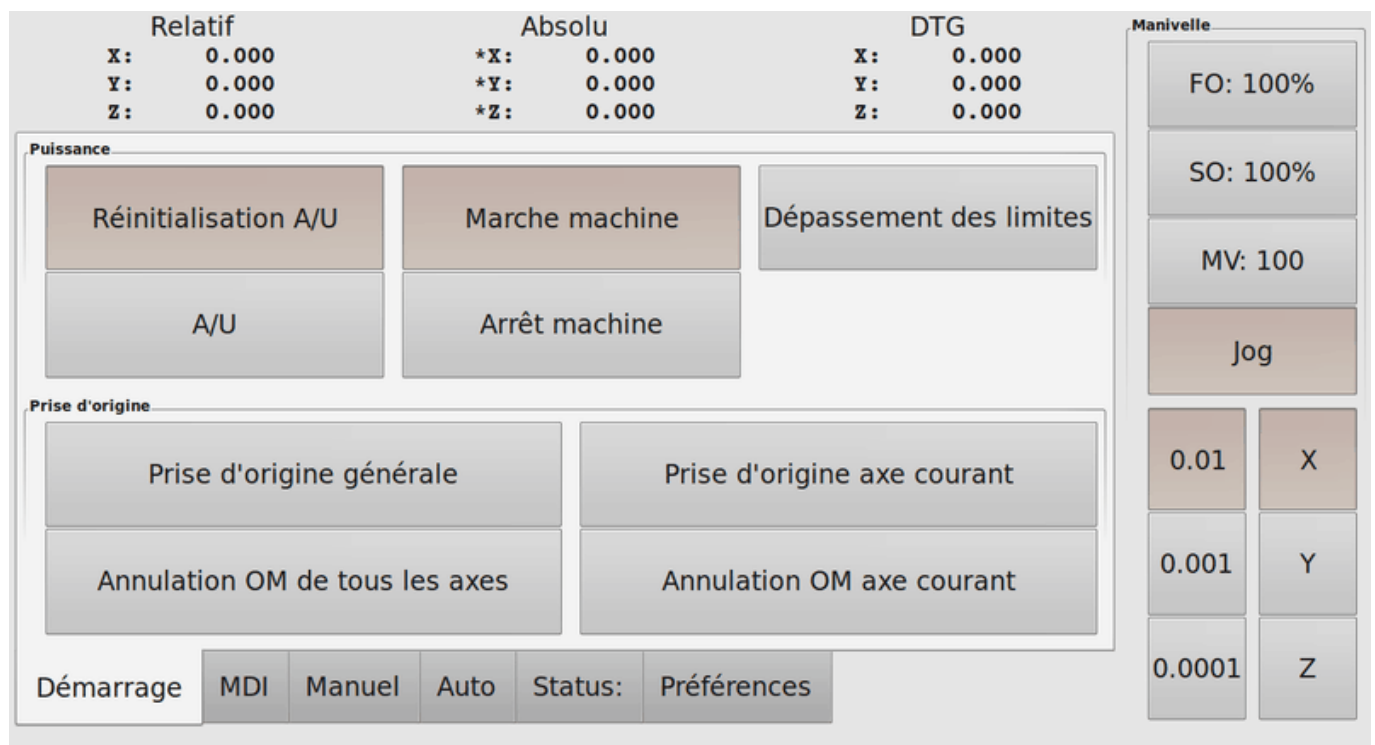 Relatif Absolu DTG
X: 0.000 *X: 0.000 X: 0.000
Y: 0.000 *Y: 0.000 Y: 0.000
Z: 0.000 *Z: 0.000 Z: 0.000
Puissance
Réinitialisation A/U Marche machine Dépassement des limites
A/U Arrêt machine
Prise d'origine
Prise d'origine générale Prise d'origine axe courant
Annulation OM de tous les axes Annulation OM axe courant
Démarrage MDI Manuel Auto Status: Préférences
Manivelle
FO: 100%
SO: 100%
MV: 100
Jog
0.01 X
0.001 Y
0.0001 Z